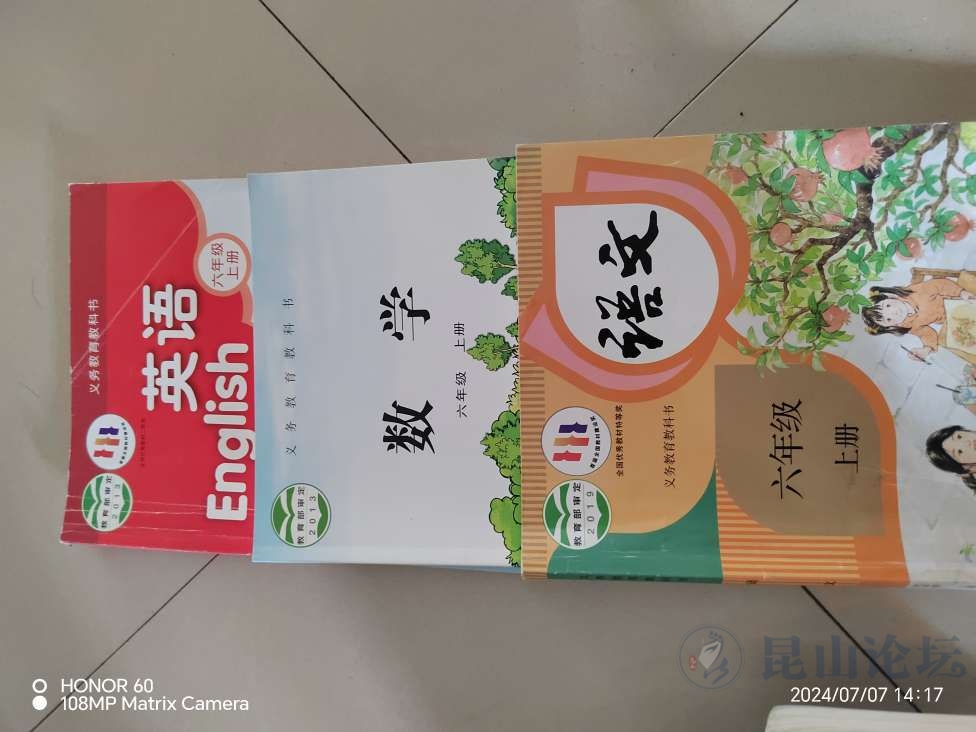 义务教育教科书
英语
English
六年级
上册
教育部审定
2013
义务教育教科书
数学
六年级 上册
教育部审定
2013
语文
全国优秀教材特等奖
义务教育教科书
六年级
上册
教育部审定
2019
HONOR 60
108MP Matrix Camera
昆山论坛
2024/07/07 14:17